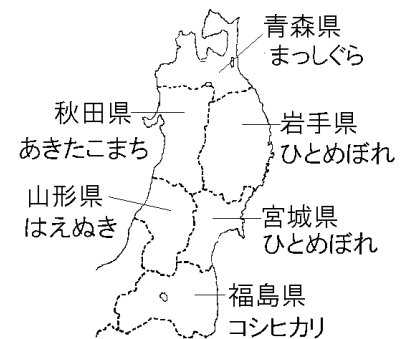 青森県
まっしぐら
秋田県
あきたこまち
岩手県
ひとめぼれ
山形県
はえぬき
宮城県
ひとめぼれ
福島県
コシヒカリ